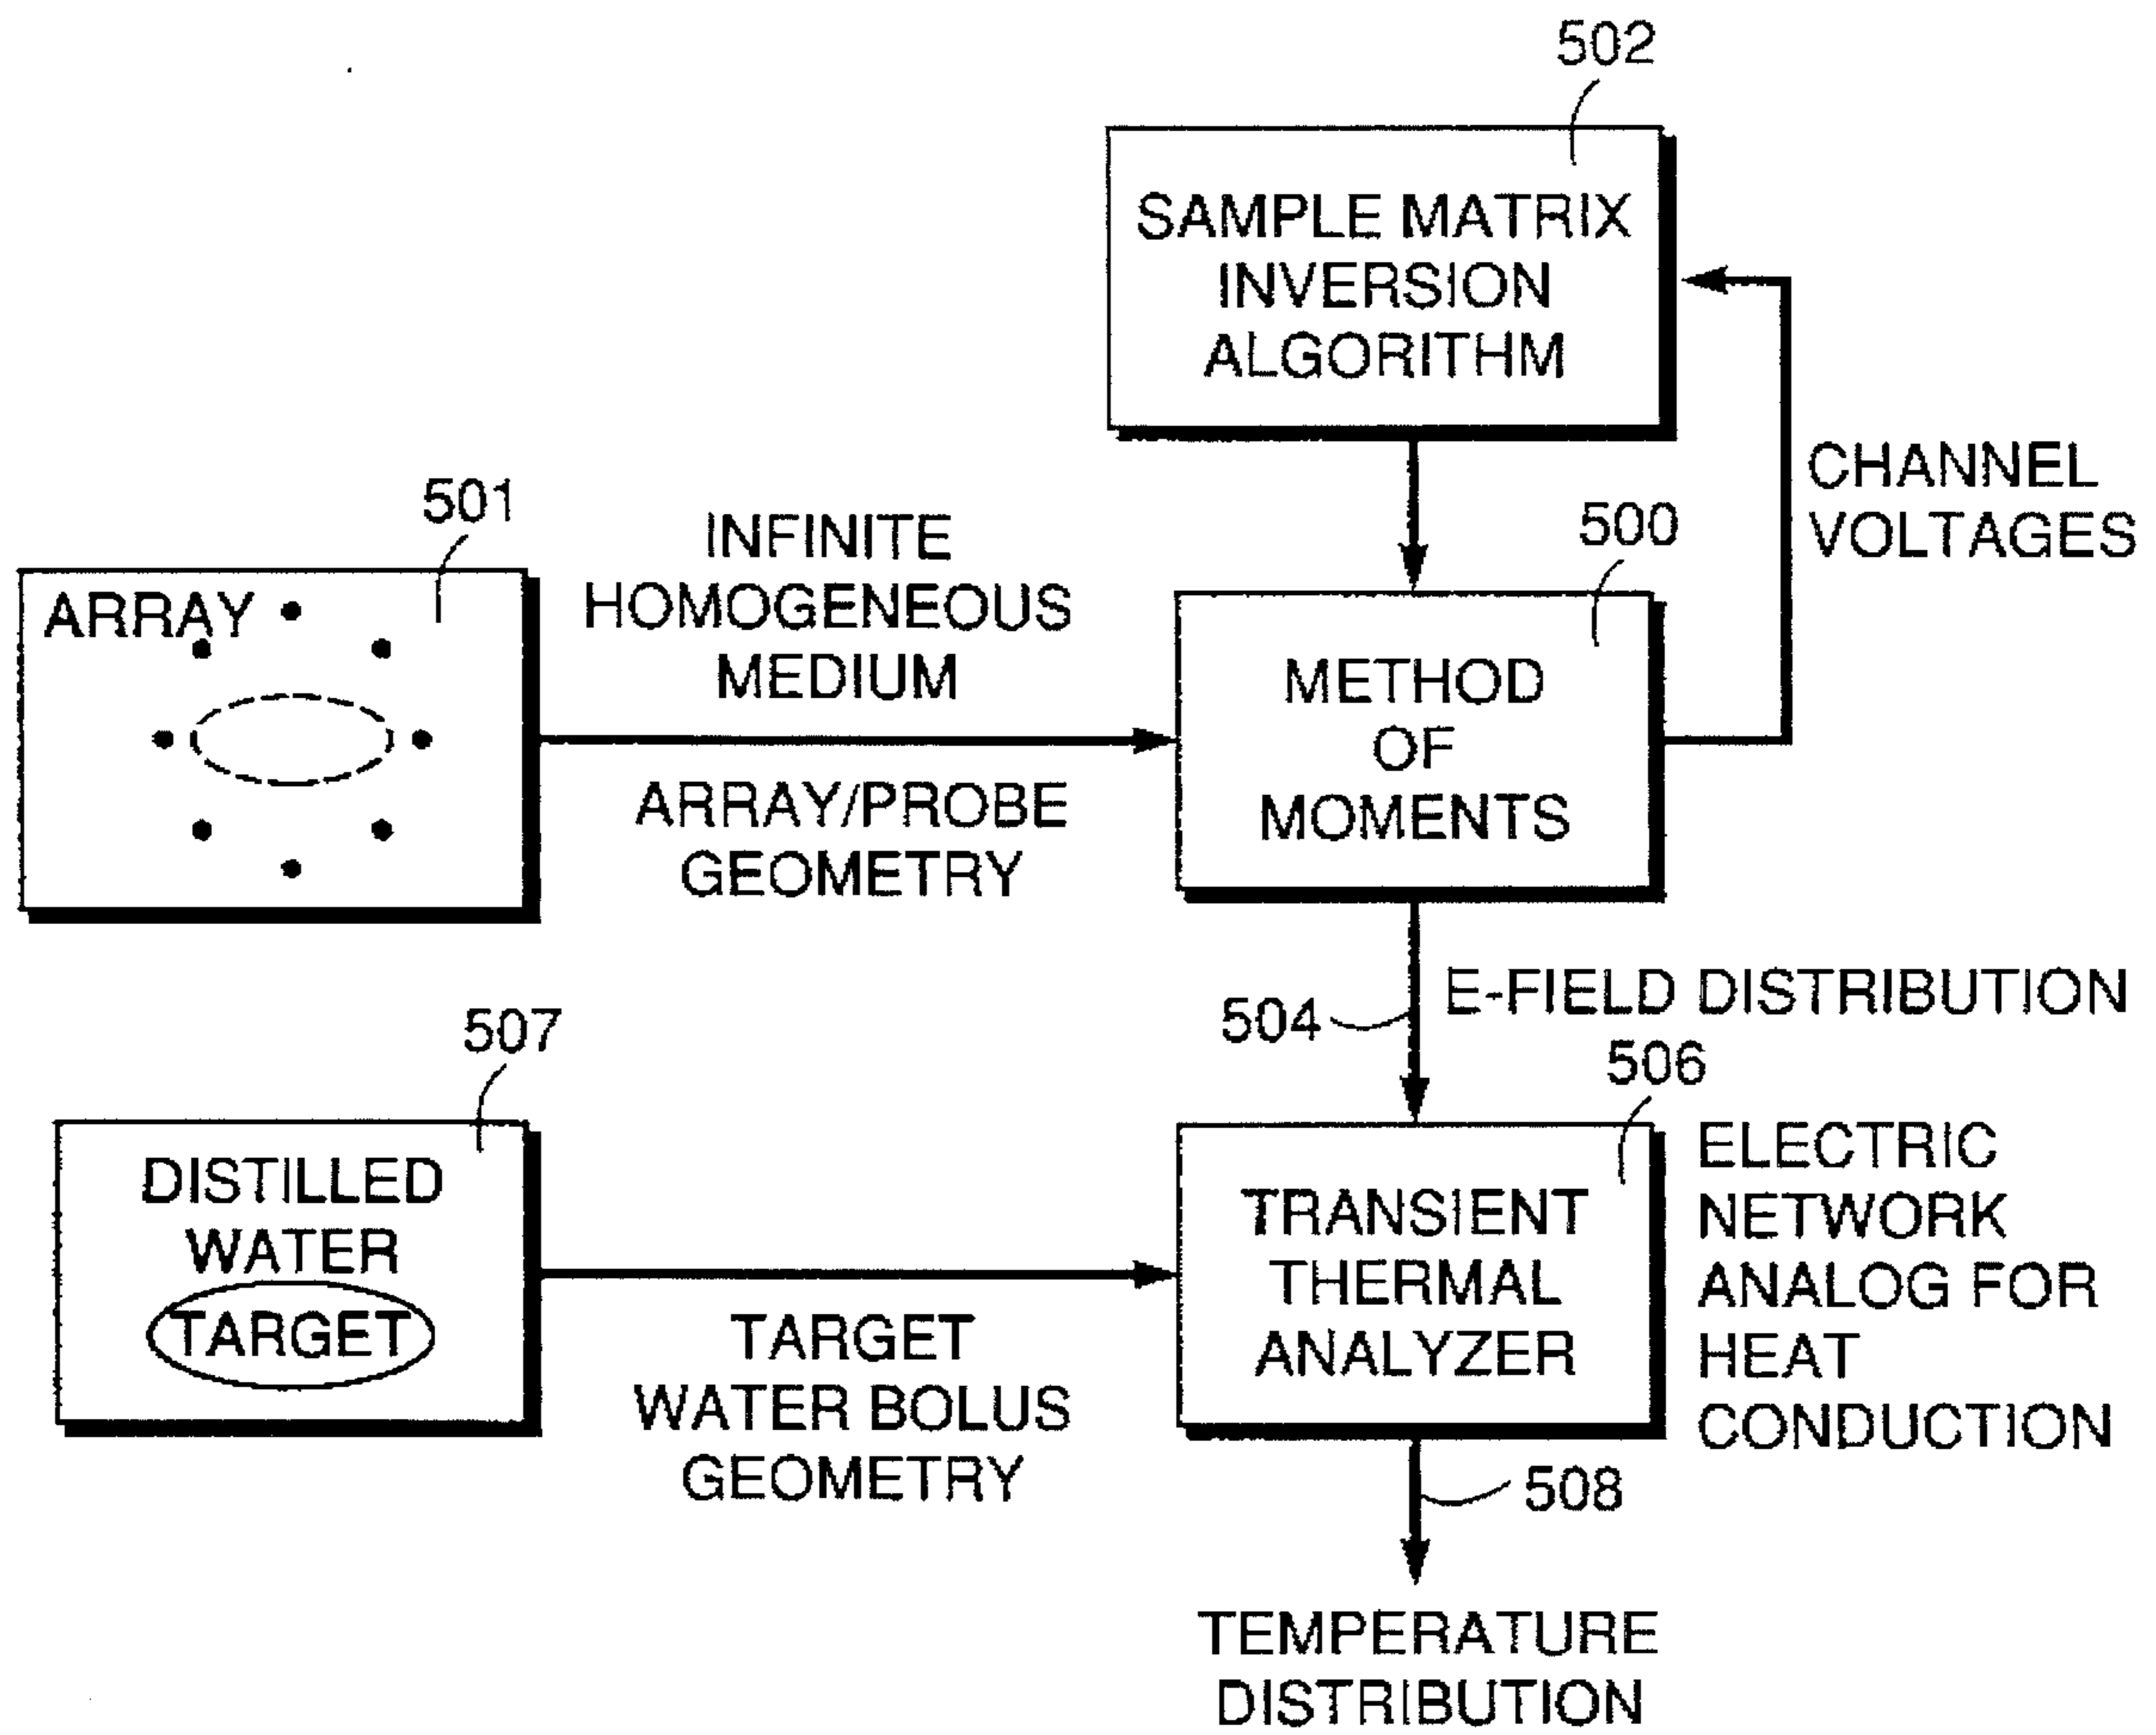 502
SAMPLE MATRIX
INVERSION
ALGORITHM
CHANNEL
VOLTAGES
501
ARRAY
INFINITE
HOMOGENEOUS
MEDIUM
ARRAY/PROBE
GEOMETRY
500
METHOD
OF
MOMENTS
504
E-FIELD DISTRIBUTION
507
DISTILLED
WATER
TARGET
TARGET
WATER BOLUS
GEOMETRY
506
TRANSIENT
THERMAL
ANALYZER
ELECTRIC
NETWORK
ANALOG FOR
HEAT
CONDUCTION
508
TEMPERATURE
DISTRIBUTION